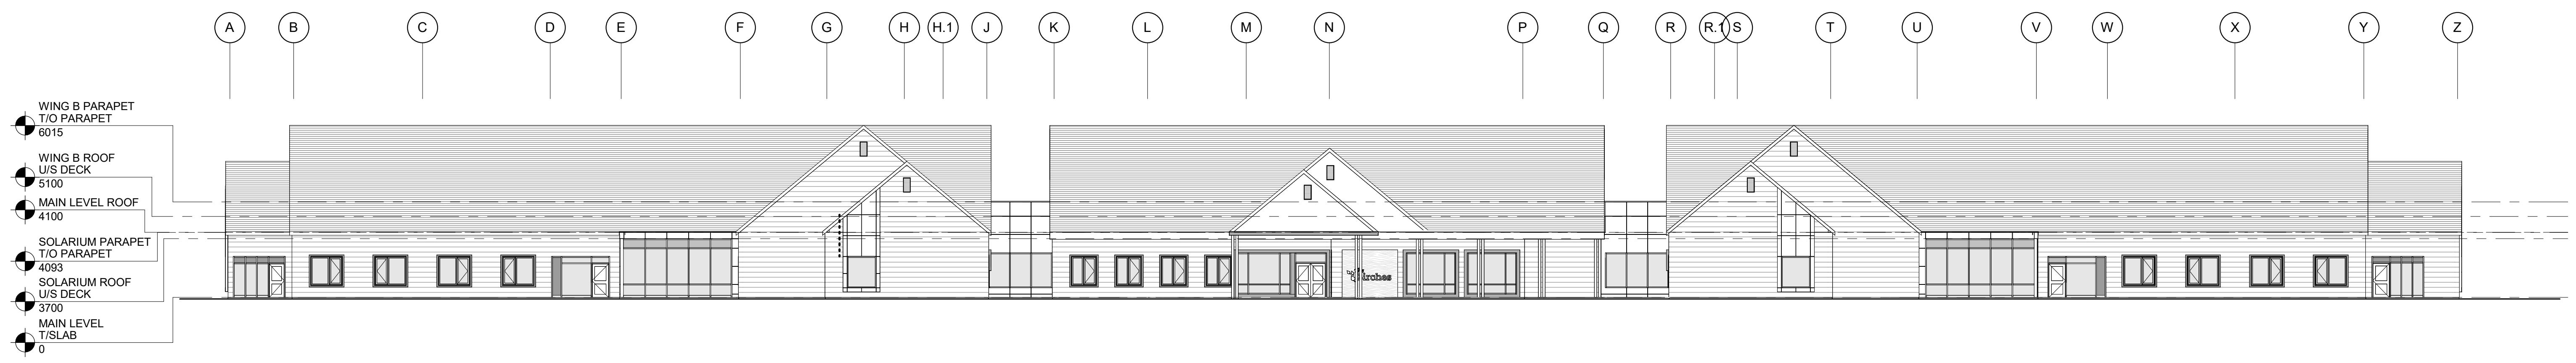 A B C D E F G H H.1 J K L M N P Q R R.1 S T U V W X Y Z
WING B PARAPET
T/O PARAPET
6015
WING B ROOF
U/S DECK
5100
MAIN LEVEL ROOF
4100
SOLARIUM PARAPET
T/O PARAPET
4093
SOLARIUM ROOF
U/S DECK
3700
MAIN LEVEL
T/SLAB
0